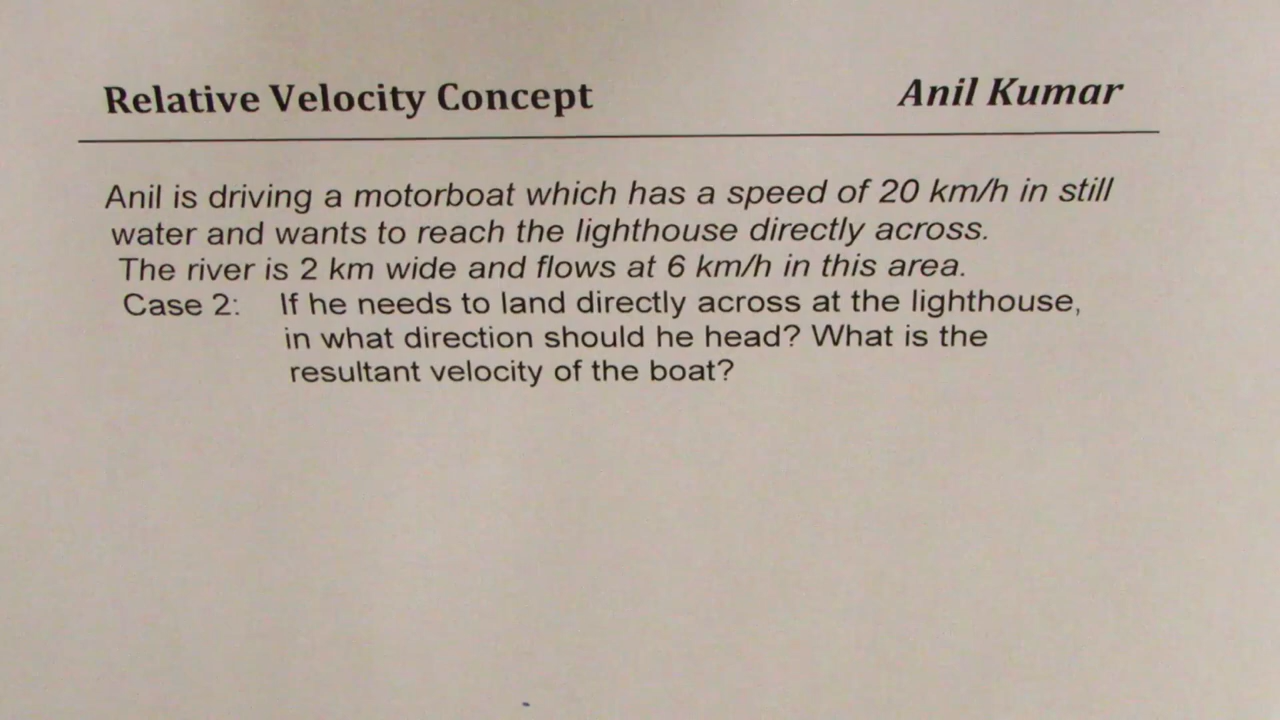 Relative Velocity Concept Anil Kumar
Anil is driving a motorboat which has a speed of 20 km/h in still
water and wants to reach the lighthouse directly across.
The river is 2 km wide and flows at 6 km/h in this area.
Case 2: If he needs to land directly across at the lighthouse,
in what direction should he head? What is the
resultant velocity of the boat?